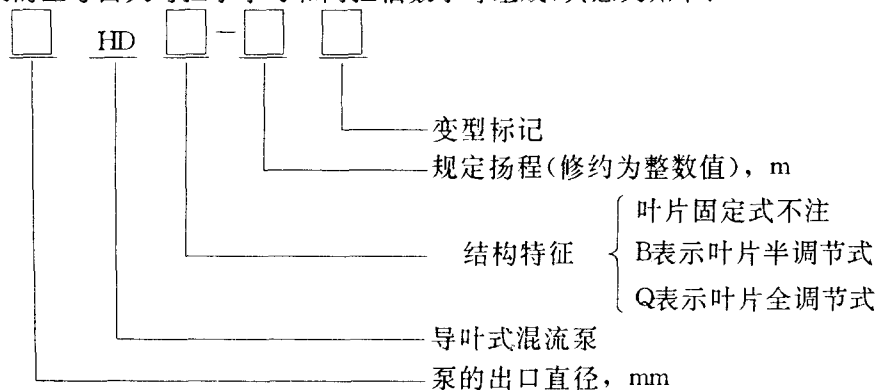 HD -
变型标记
规定扬程(修约为整数值), m
叶片固定式不注
结构特征 { B表示叶片半调节式
Q表示叶片全调节式
导叶式混流泵
泵的出口直径, mm